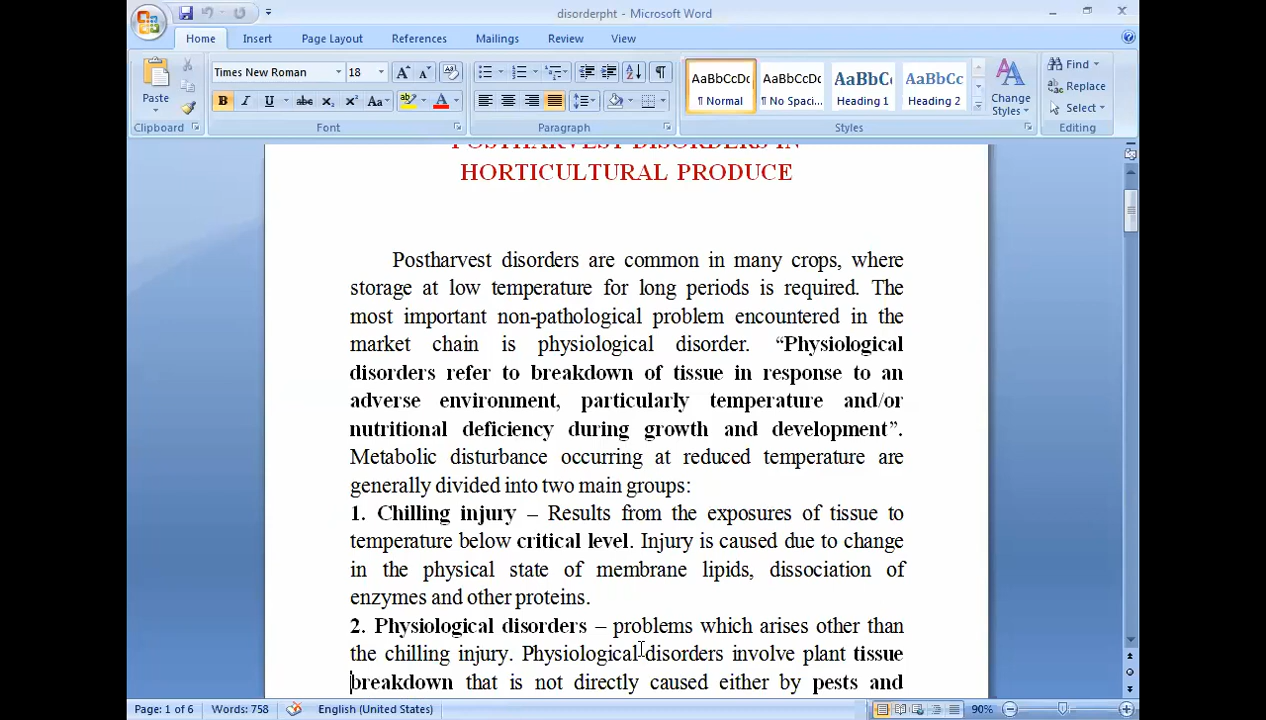 disorderpht - Microsoft Word
Home Insert Page Layout References Mailings Review View
Paste
Times New Roman 18
B I U abc X₂ X² Aa
AaBbCcDc AaBbCcDc AaBbC AaBbCc
¶ Normal ¶ No Spaci... Heading 1 Heading 2
Change
Styles
Find
Replace
Select
Clipboard Font Paragraph Styles Editing
POSTHARVEST DISORDERS IN
HORTICULTURAL PRODUCE
Postharvest disorders are common in many crops, where
storage at low temperature for long periods is required. The
most important non-pathological problem encountered in the
market chain is physiological disorder. “Physiological
disorders refer to breakdown of tissue in response to an
adverse environment, particularly temperature and/or
nutritional deficiency during growth and development”.
Metabolic disturbance occurring at reduced temperature are
generally divided into two main groups:
1. Chilling injury – Results from the exposures of tissue to
temperature below critical level. Injury is caused due to change
in the physical state of membrane lipids, dissociation of
enzymes and other proteins.
2. Physiological disorders – problems which arises other than
the chilling injury. Physiological disorders involve plant tissue
breakdown that is not directly caused either by pests and
Page: 1 of 6 Words: 758 English (United States) 90%